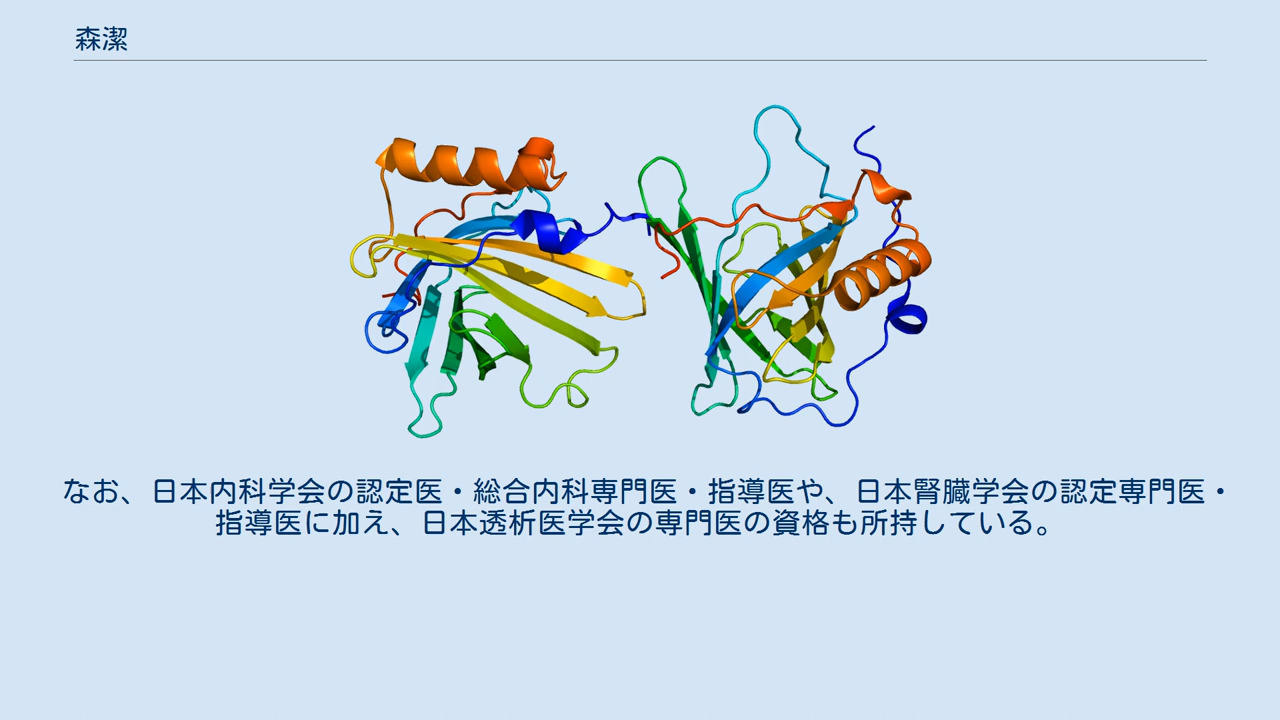 森潔
なお、日本内科学会の認定医・総合内科専門医・指導医や、日本腎臓学会の認定専門医・
指導医に加え、日本透析医学会の専門医の資格も所持している。